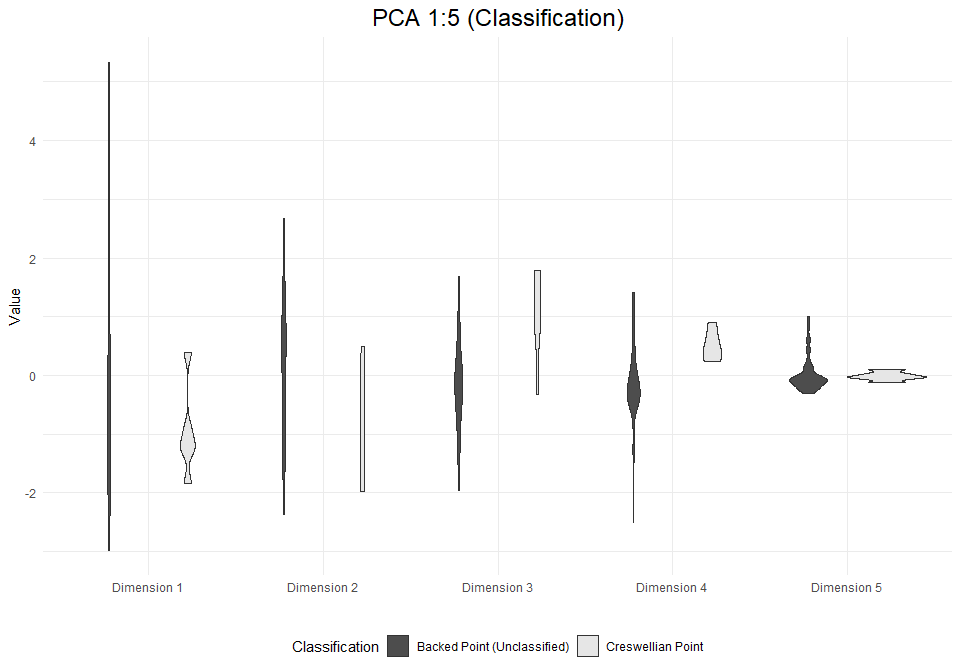 PCA 1:5 (Classification)
4
2
0
-2
Value
Dimension 1 Dimension 2 Dimension 3 Dimension 4 Dimension 5
Classification Backed Point (Unclassified) Creswellian Point